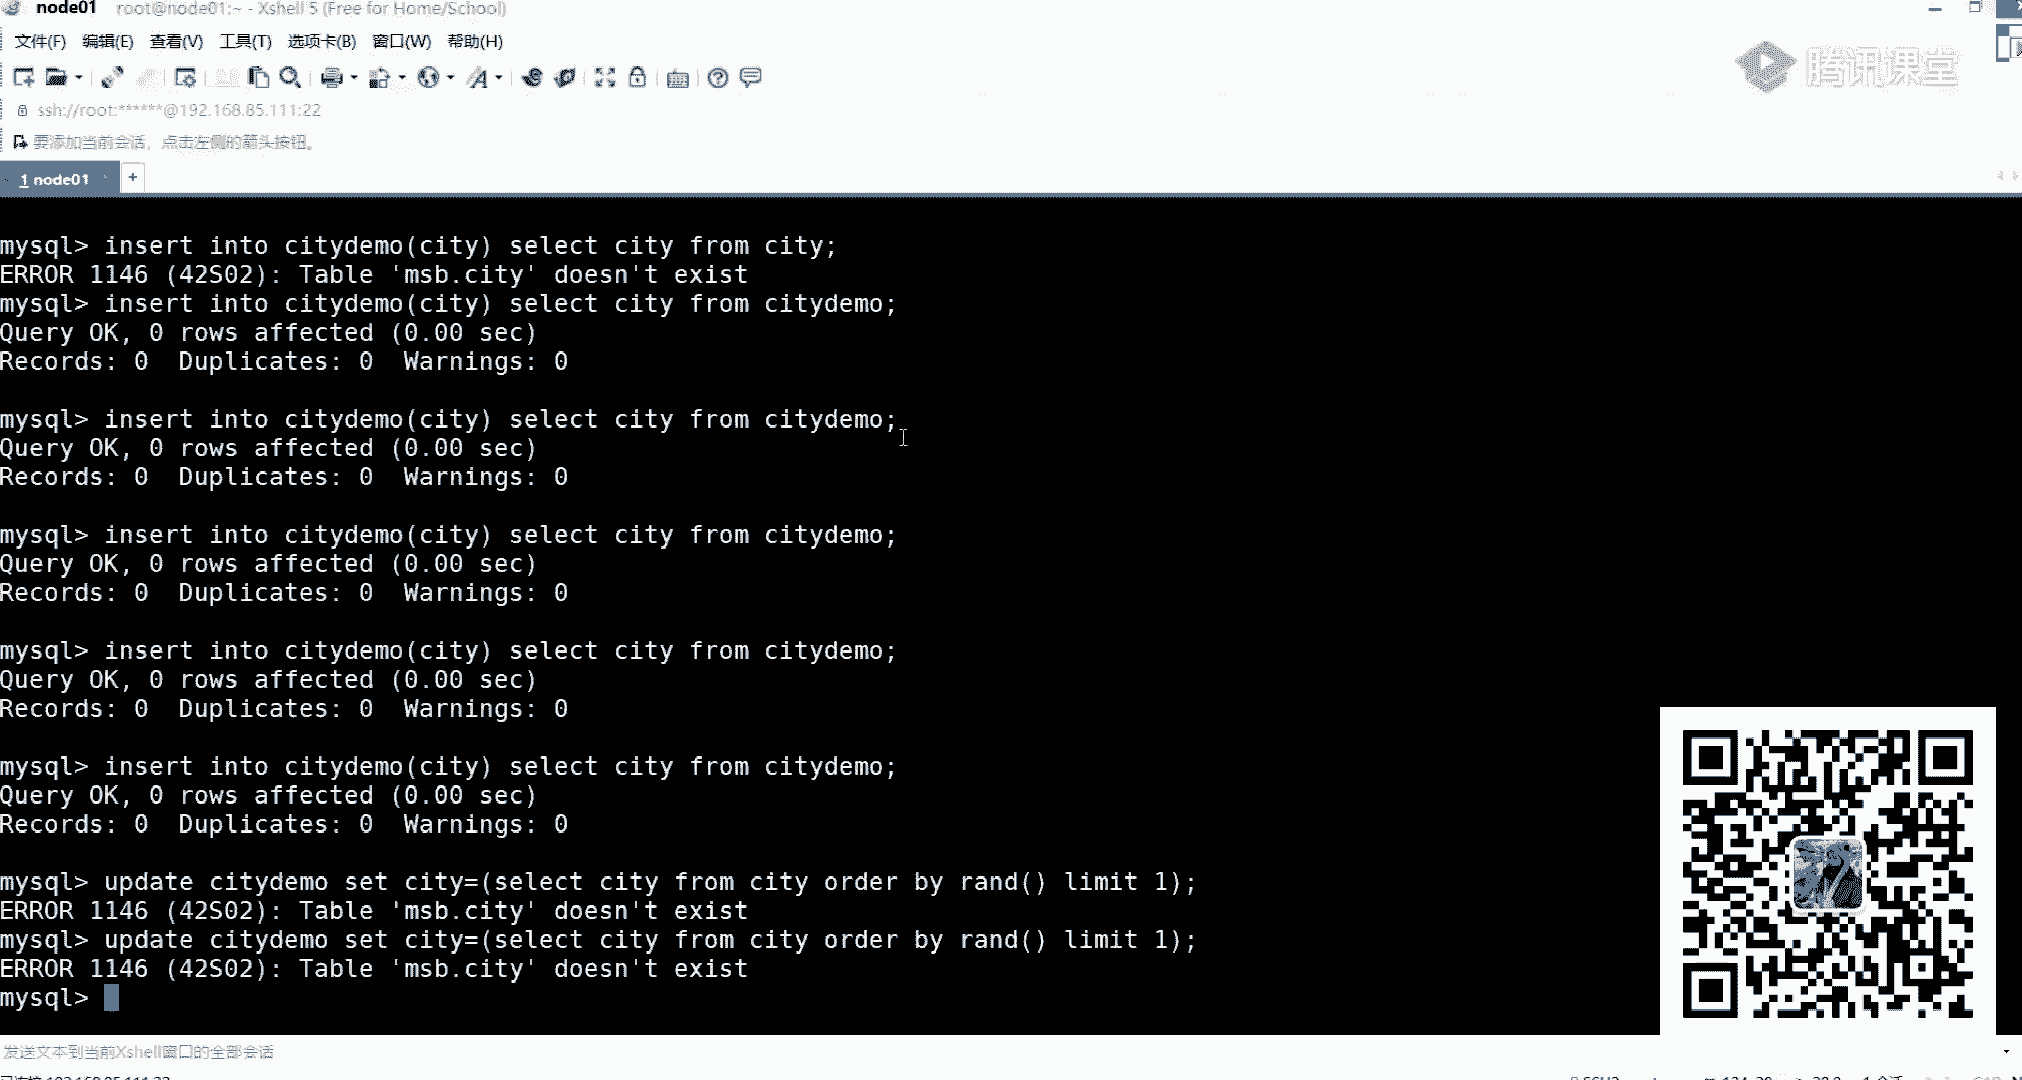 node01 root@node01:~ - Xshell 5 (Free for Home/School)
文件(F) 编辑(E) 查看(V) 工具(T) 选项卡(B) 窗口(W) 帮助(H)
腾讯课堂
ssh://root:******@192.168.85.111:22
要添加当前会话，点击左侧的箭头按钮。
1 node01 +
mysql> insert into citydemo(city) select city from city;
ERROR 1146 (42S02): Table 'msb.city' doesn't exist
mysql> insert into citydemo(city) select city from citydemo;
Query OK, 0 rows affected (0.00 sec)
Records: 0 Duplicates: 0 Warnings: 0
mysql> insert into citydemo(city) select city from citydemo;
Query OK, 0 rows affected (0.00 sec)
Records: 0 Duplicates: 0 Warnings: 0
mysql> insert into citydemo(city) select city from citydemo;
Query OK, 0 rows affected (0.00 sec)
Records: 0 Duplicates: 0 Warnings: 0
mysql> insert into citydemo(city) select city from citydemo;
Query OK, 0 rows affected (0.00 sec)
Records: 0 Duplicates: 0 Warnings: 0
mysql> insert into citydemo(city) select city from citydemo;
Query OK, 0 rows affected (0.00 sec)
Records: 0 Duplicates: 0 Warnings: 0
mysql> update citydemo set city=(select city from city order by rand() limit 1);
ERROR 1146 (42S02): Table 'msb.city' doesn't exist
mysql> update citydemo set city=(select city from city order by rand() limit 1);
ERROR 1146 (42S02): Table 'msb.city' doesn't exist
mysql>
发送文本到当前Xshell窗口的全部会话